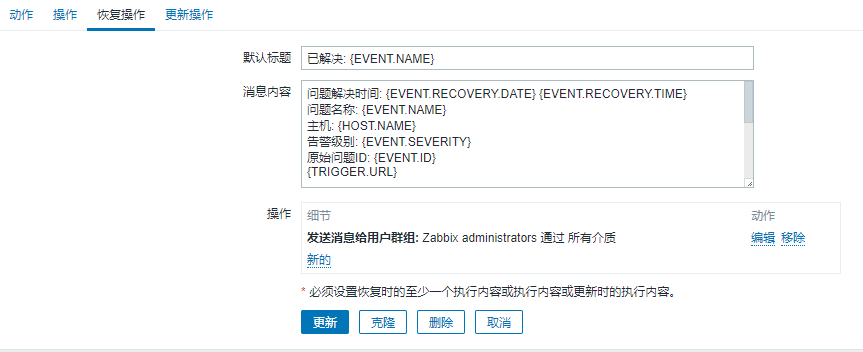 动作 操作 恢复操作 更新操作
默认标题 已解决: {EVENT.NAME}
消息内容 问题解决时间: {EVENT.RECOVERY.DATE} {EVENT.RECOVERY.TIME}
问题名称: {EVENT.NAME}
主机: {HOST.NAME}
告警级别: {EVENT.SEVERITY}
原始问题ID: {EVENT.ID}
{TRIGGER.URL}
操作 细节 动作
发送消息给用户群组: Zabbix administrators 通过 所有介质 编辑 移除
新的
* 必须设置恢复时的至少一个执行内容或执行内容或更新时的执行内容。
更新 克隆 删除 取消